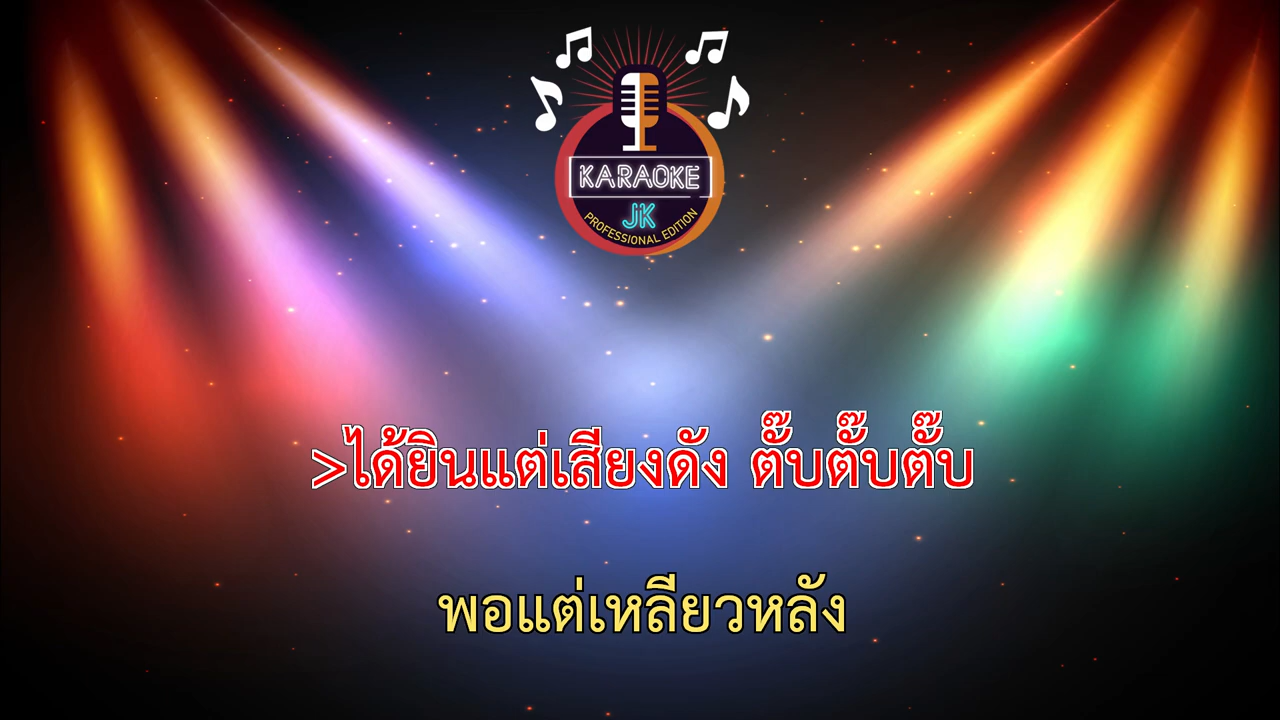 KARAOKE
JK
PROFESSIONAL EDITION
>ได้ยินแต่เสียงดัง ตั๊บตั๊บตั๊บ
พอแต่เหลียวหลัง